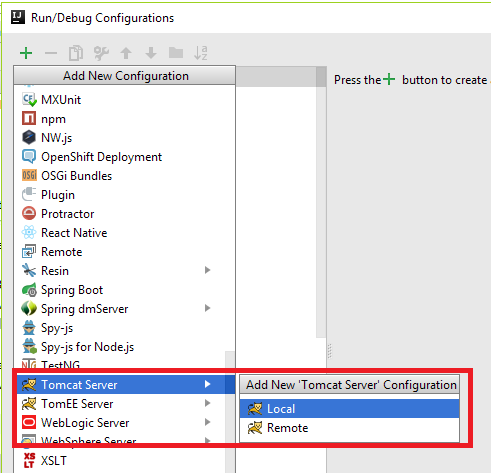 Run/Debug Configurations
Add New Configuration
Press the + button to create
MXUnit
npm
NW.js
OpenShift Deployment
OSGi Bundles
Plugin
Protractor
React Native
Remote
Resin
Spring Boot
Spring dmServer
Spy-js
Spy-js for Node.js
TestNG
Tomcat Server
Add New 'Tomcat Server' Configuration
TomEE Server
Local
WebLogic Server
Remote
WebSphere Server
XSLT